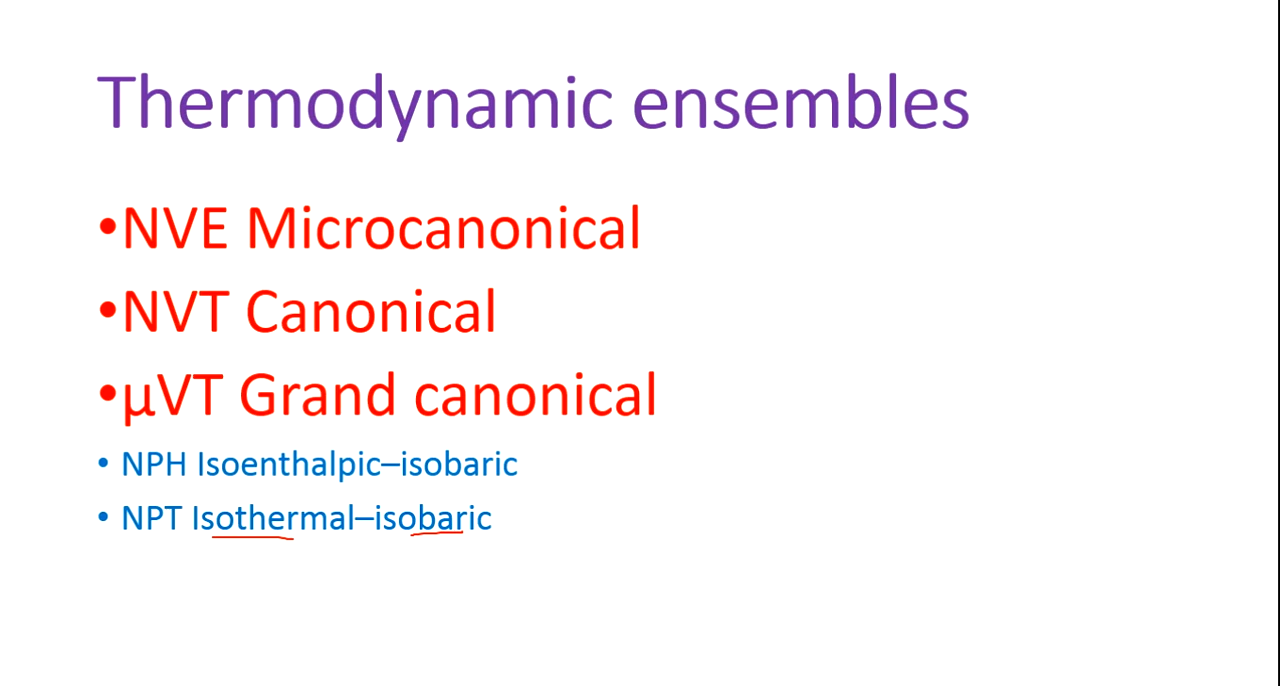 Thermodynamic ensembles
•NVE Microcanonical
•NVT Canonical
•µVT Grand canonical
• NPH Isoenthalpic–isobaric
• NPT Isothermal–isobaric